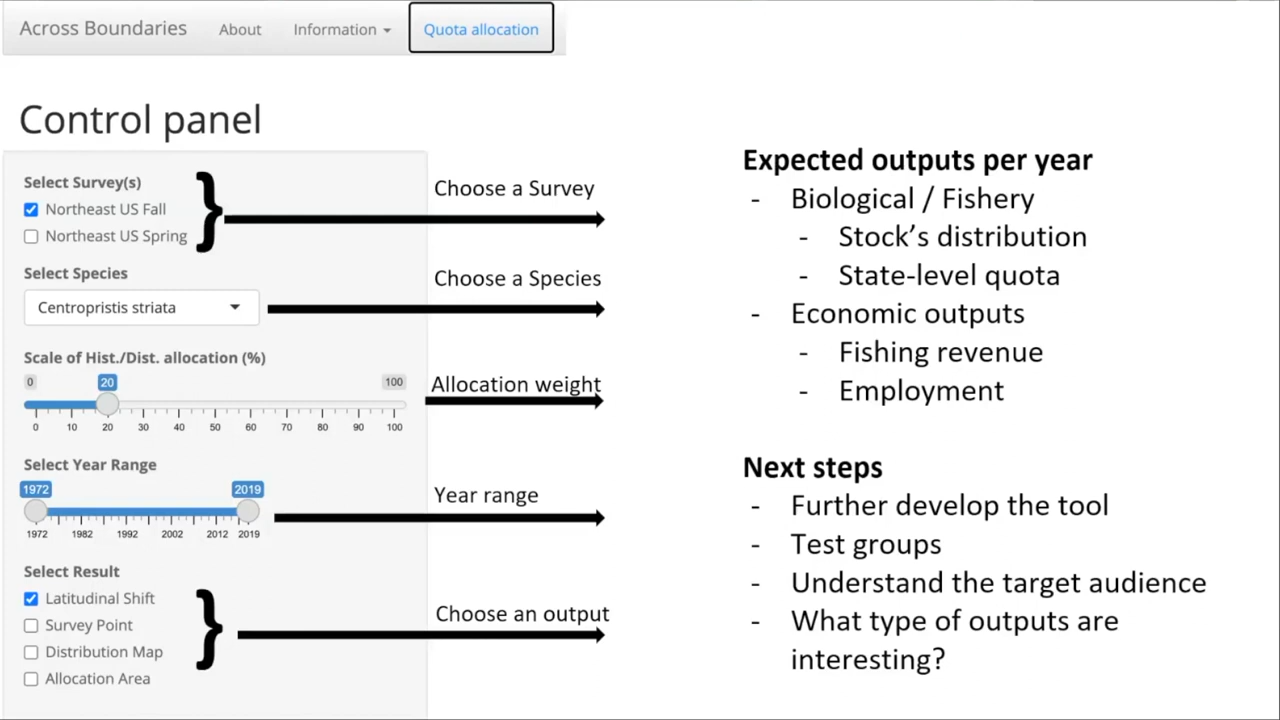 Across Boundaries About Information Quota allocation
Control panel
Select Survey(s)
Northeast US Fall
Northeast US Spring
Choose a Survey
Select Species
Centropristis striata
Choose a Species
Scale of Hist./Dist. allocation (%)
0 20 100
0 10 20 30 40 50 60 70 80 90 100
Allocation weight
Select Year Range
1972 2019
1972 1982 1992 2002 2012 2019
Year range
Select Result
Latitudinal Shift
Survey Point
Distribution Map
Allocation Area
Choose an output
Expected outputs per year
- Biological / Fishery
- Stock's distribution
- State-level quota
- Economic outputs
- Fishing revenue
- Employment
Next steps
- Further develop the tool
- Test groups
- Understand the target audience
- What type of outputs are
interesting?